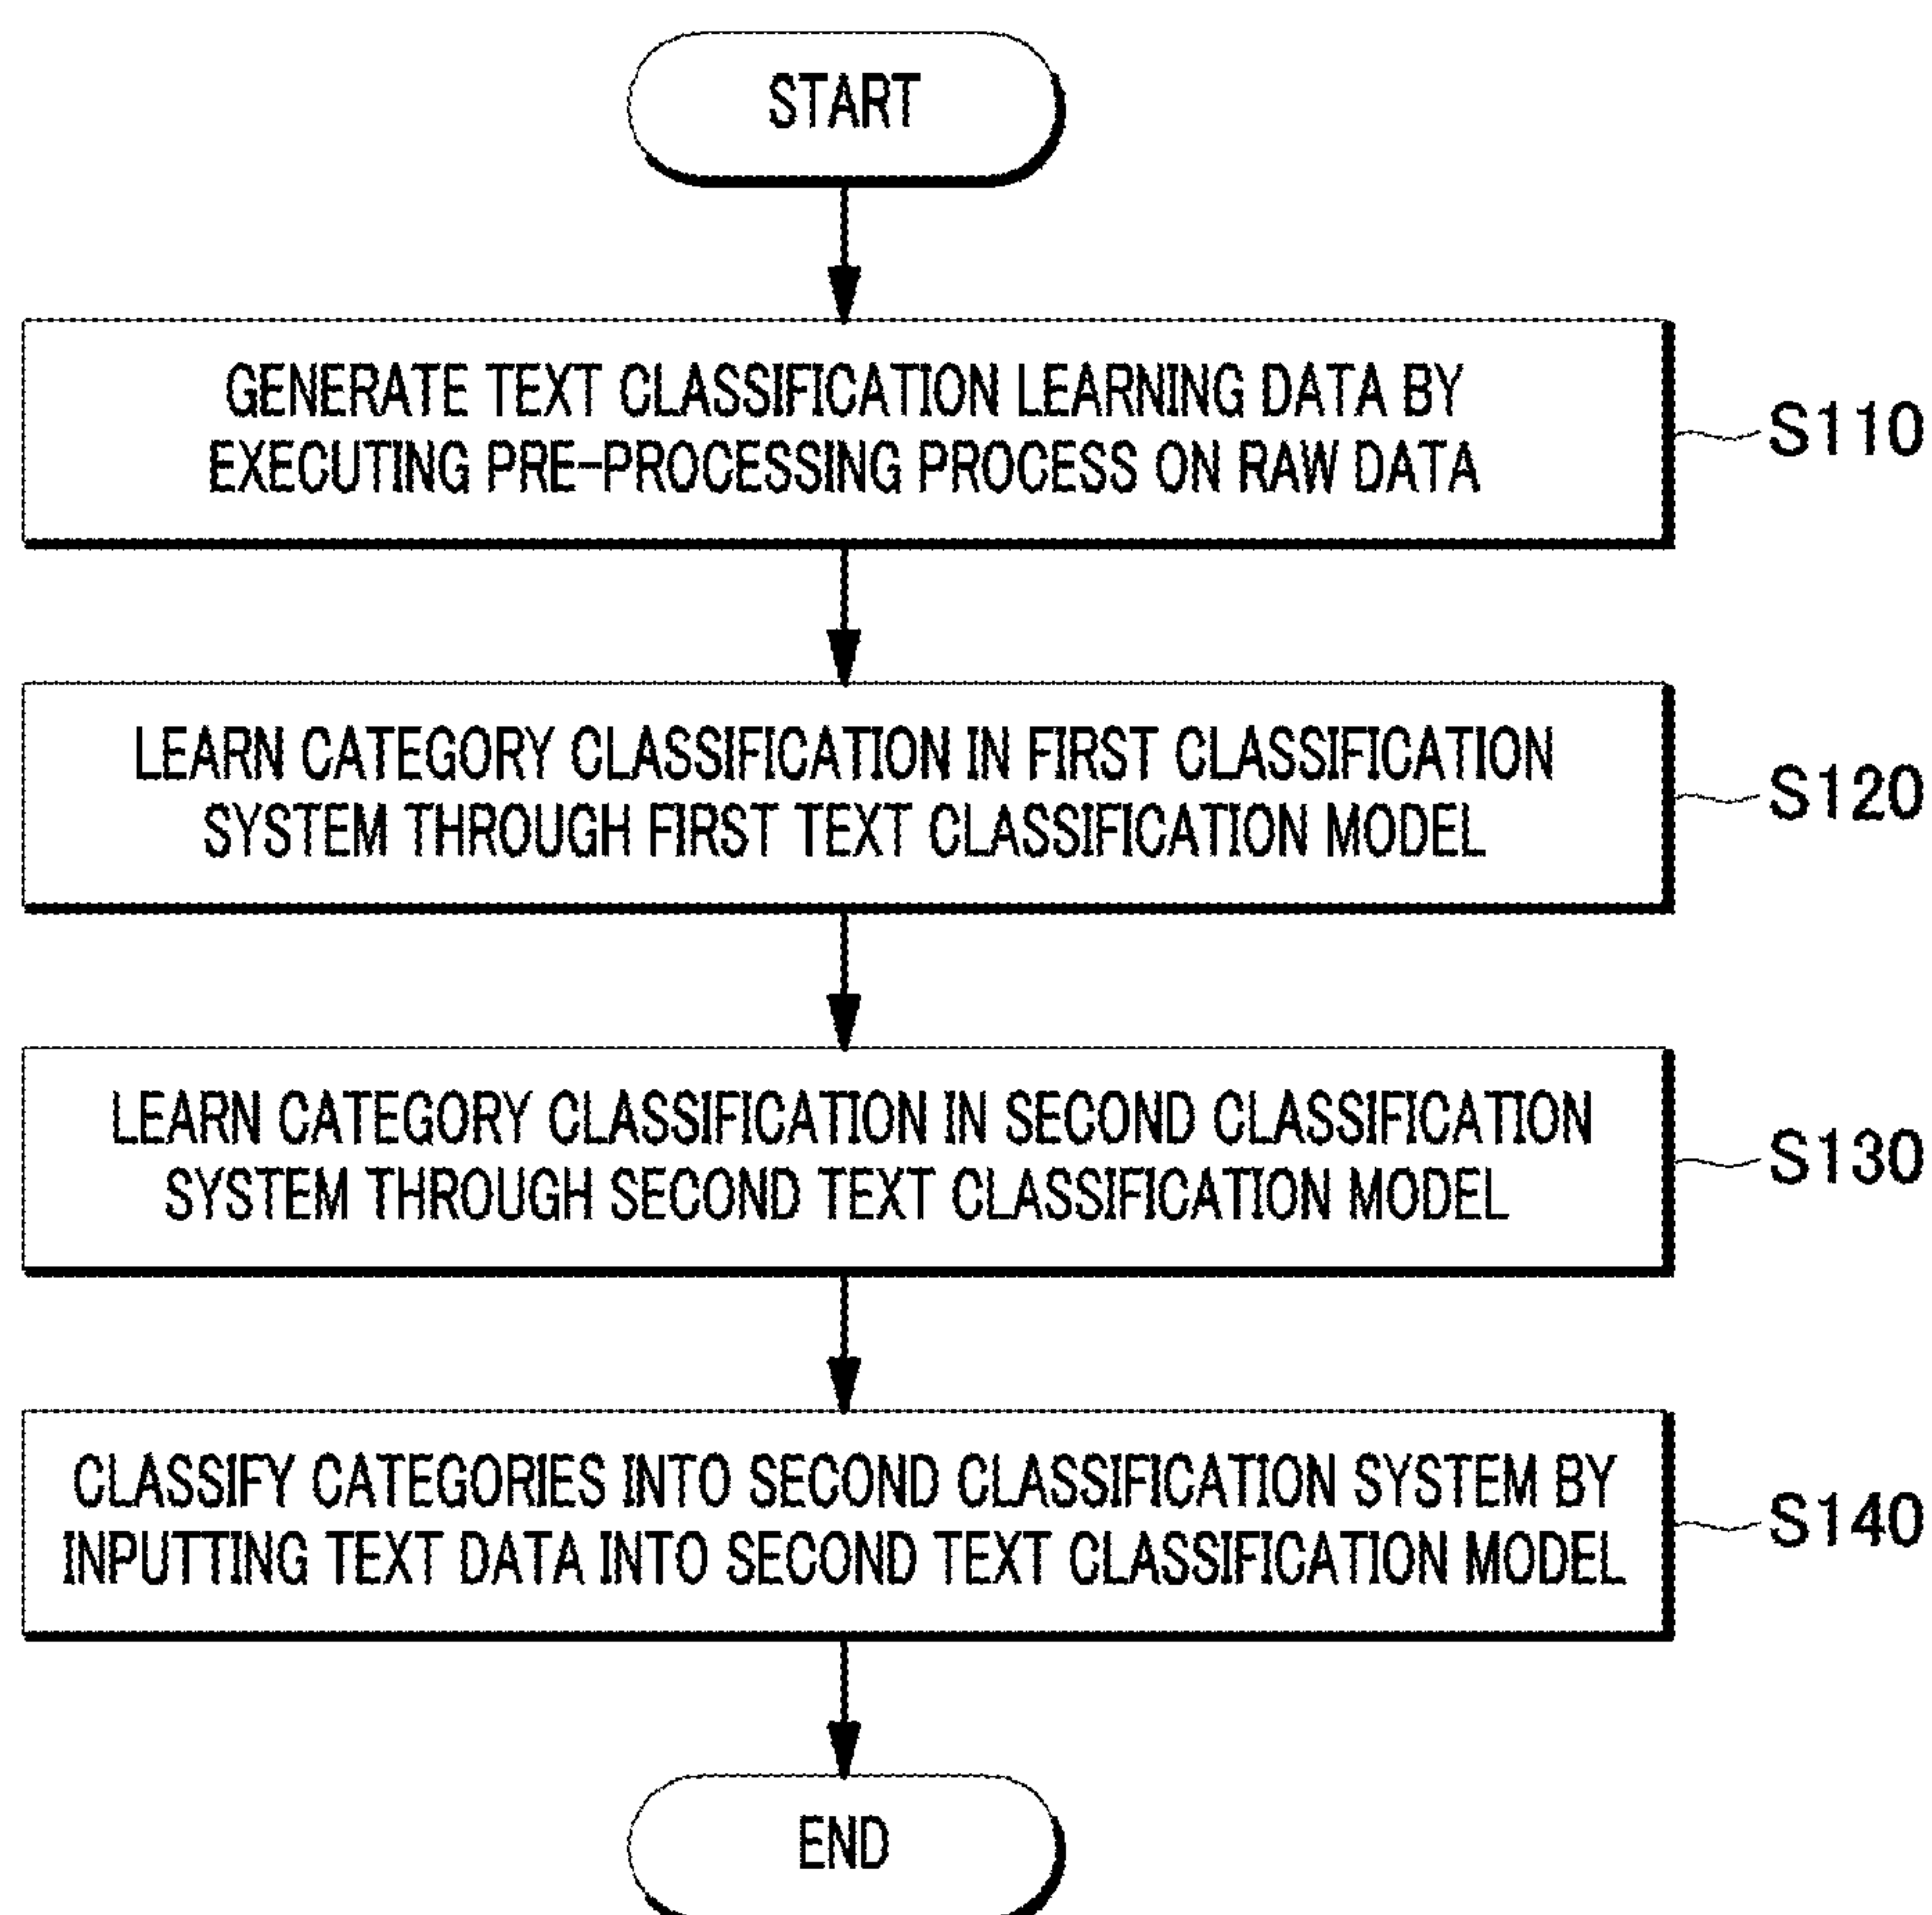 START
GENERATE TEXT CLASSIFICATION LEARNING DATA BY
EXECUTING PRE-PROCESSING PROCESS ON RAW DATA
S110
LEARN CATEGORY CLASSIFICATION IN FIRST CLASSIFICATION
SYSTEM THROUGH FIRST TEXT CLASSIFICATION MODEL
S120
LEARN CATEGORY CLASSIFICATION IN SECOND CLASSIFICATION
SYSTEM THROUGH SECOND TEXT CLASSIFICATION MODEL
S130
CLASSIFY CATEGORIES INTO SECOND CLASSIFICATION SYSTEM BY
INPUTTING TEXT DATA INTO SECOND TEXT CLASSIFICATION MODEL
S140
END